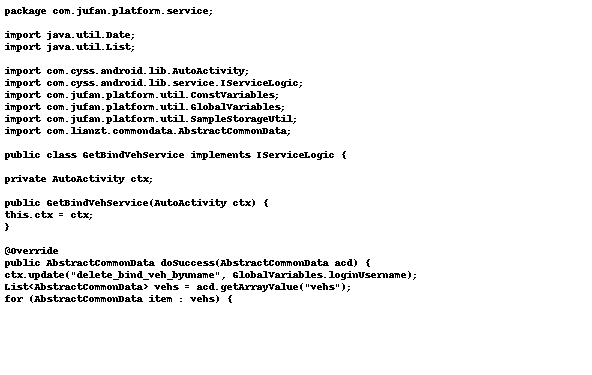 package com.jufan.platform.service;
import java.util.Date;
import java.util.List;
import com.cyss.android.lib.AutoActivity;
import com.cyss.android.lib.service.IServiceLogic;
import com.jufan.platform.util.ConstVariables;
import com.jufan.platform.util.GlobalVariables;
import com.jufan.platform.util.SampleStorageUtil;
import com.lianzt.commondata.AbstractCommonData;
public class GetBindVehService implements IServiceLogic {
private AutoActivity ctx;
public GetBindVehService(AutoActivity ctx) {
this.ctx = ctx;
}
@Override
public AbstractCommonData doSuccess(AbstractCommonData acd) {
ctx.update("delete_bind_veh_byuname", GlobalVariables.loginUsername);
List<AbstractCommonData> vehs = acd.getArrayValue("vehs");
for (AbstractCommonData item : vehs) {